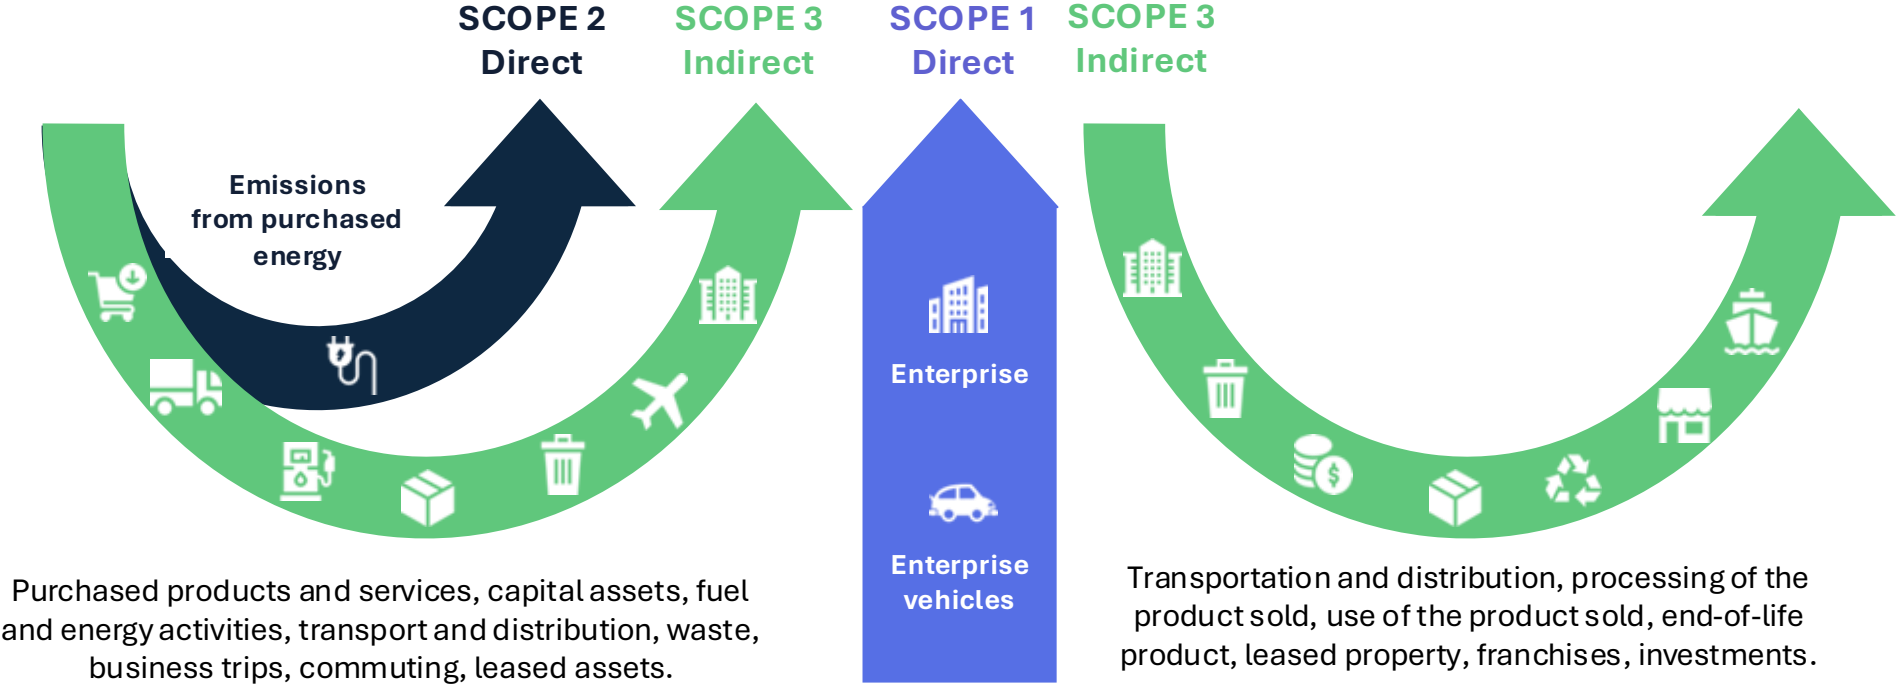 SCOPE 2
Direct
SCOPE 3
Indirect
SCOPE 1
Direct
SCOPE 3
Indirect
Emissions
from purchased
energy
$
Enterprise
Enterprise
vehicles
Purchased products and services, capital assets, fuel
and energy activities, transport and distribution, waste,
business trips, commuting, leased assets.
Transportation and distribution, processing of the
product sold, use of the product sold, end-of-life
product, leased property, franchises, investments.